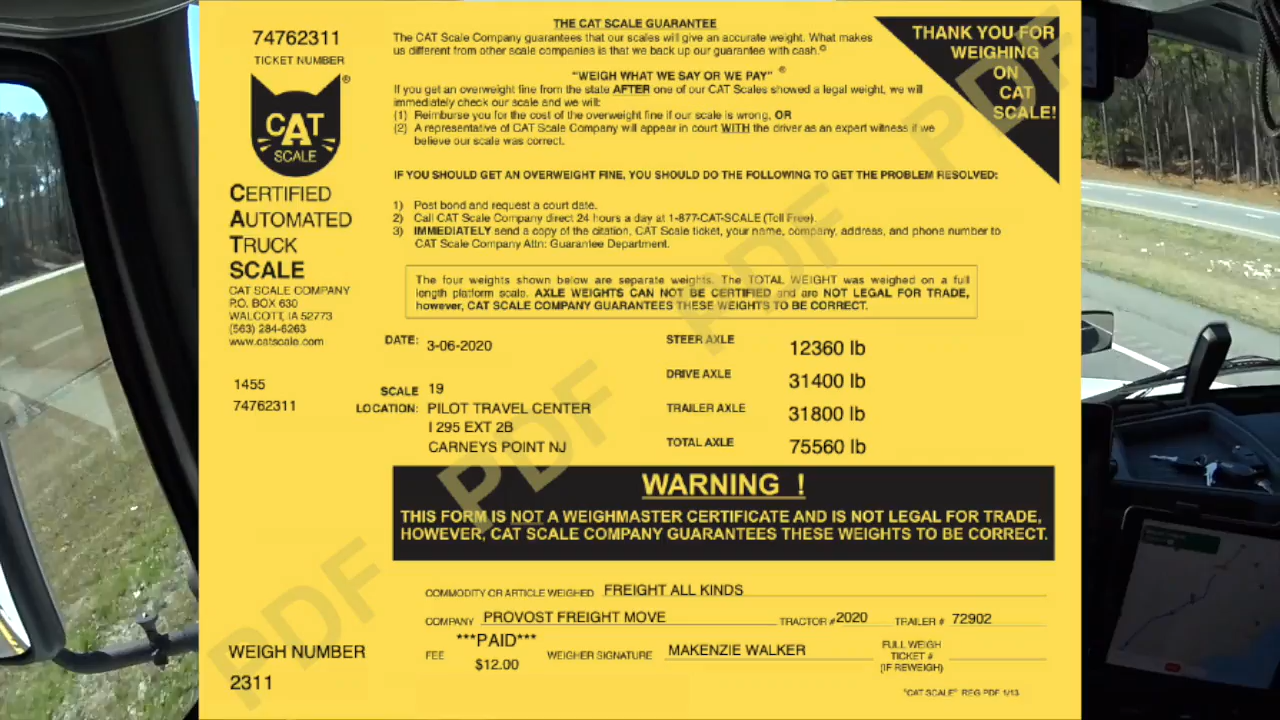 74762311
TICKET NUMBER
CAT
SCALE
®
CERTIFIED
AUTOMATED
TRUCK
SCALE
CAT SCALE COMPANY
P.O. BOX 630
WALCOTT, IA 52773
(563) 284-6263
www.catscale.com
1455
74762311
THE CAT SCALE GUARANTEE
The CAT Scale Company guarantees that our scales will give an accurate weight. What makes
us different from other scale companies is that we back up our guarantee with cash.®
"WEIGH WHAT WE SAY OR WE PAY" ®
If you get an overweight fine from the state AFTER one of our CAT Scales showed a legal weight, we will
immediately check our scale and we will:
(1) Reimburse you for the cost of the overweight fine if our scale is wrong, OR
(2) A representative of CAT Scale Company will appear in court WITH the driver as an expert witness if we
believe our scale was correct.
THANK YOU FOR
WEIGHING
ON
CAT
SCALE!
IF YOU SHOULD GET AN OVERWEIGHT FINE, YOU SHOULD DO THE FOLLOWING TO GET THE PROBLEM RESOLVED:
1) Post bond and request a court date.
2) Call CAT Scale Company direct 24 hours a day at 1-877-CAT-SCALE (Toll Free).
3) IMMEDIATELY send a copy of the citation, CAT Scale ticket, your name, company, address, and phone number to
CAT Scale Company Attn: Guarantee Department.
The four weights shown below are separate weights. The TOTAL WEIGHT was weighed on a full
length platform scale. AXLE WEIGHTS CAN NOT BE CERTIFIED and are NOT LEGAL FOR TRADE,
however, CAT SCALE COMPANY GUARANTEES THESE WEIGHTS TO BE CORRECT.
DATE: 3-06-2020
SCALE 19
LOCATION: PILOT TRAVEL CENTER
I 295 EXT 2B
CARNEYS POINT NJ
STEER AXLE 12360 lb
DRIVE AXLE 31400 lb
TRAILER AXLE 31800 lb
TOTAL AXLE 75560 lb
WARNING !
THIS FORM IS NOT A WEIGHMASTER CERTIFICATE AND IS NOT LEGAL FOR TRADE,
HOWEVER, CAT SCALE COMPANY GUARANTEES THESE WEIGHTS TO BE CORRECT.
COMMODITY OR ARTICLE WEIGHED FREIGHT ALL KINDS
COMPANY PROVOST FREIGHT MOVE TRACTOR # 2020 TRAILER # 72902
***PAID***
FEE $12.00 WEIGHER SIGNATURE MAKENZIE WALKER
FULL WEIGH
TICKET #
(IF REWEIGH)
WEIGH NUMBER
2311
"CAT SCALE" REG PDF 1/13
PDF
PDF
PDF
PDF
PDF